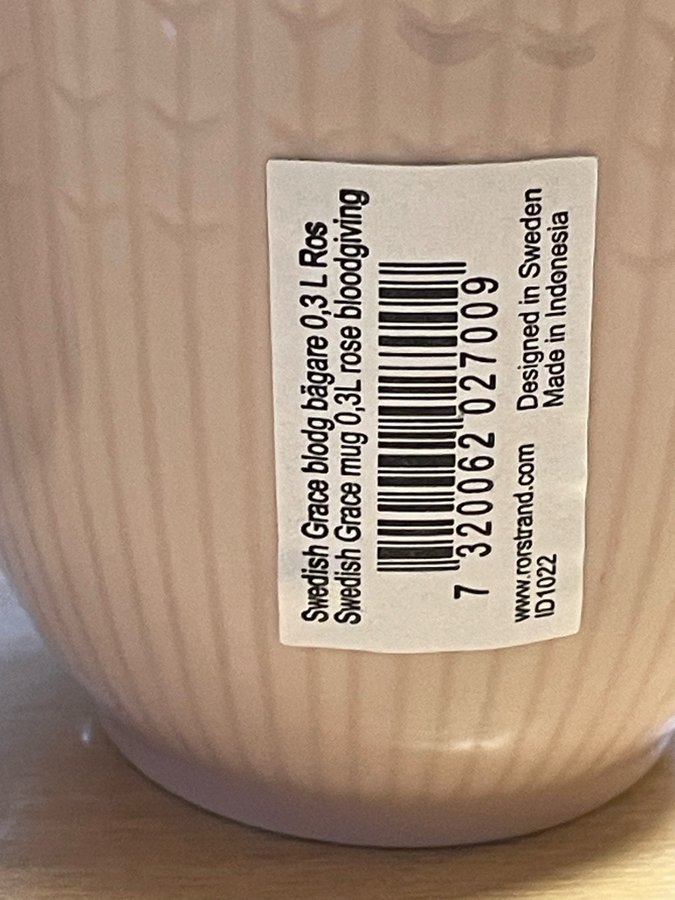 Swedish Grace blodg bägare 0,3 L Ros
Swedish Grace mug 0,3L rose bloodgiving
7 320062 027009
www.rorstrand.com Designed in Sweden
ID1022 Made in Indonesia